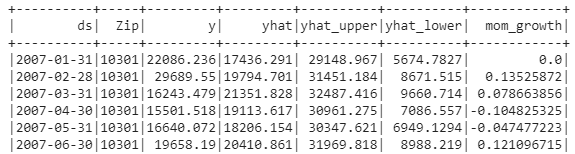 +----------+-----+---------+---------+----------+----------+------------+
|        ds|  Zip|        y|     yhat|yhat_upper|yhat_lower|  mom_growth|
+----------+-----+---------+---------+----------+----------+------------+
|2007-01-31|10301|22086.236|17436.291| 29148.967| 5674.7827|         0.0|
|2007-02-28|10301| 29689.55|19794.701| 31451.184|  8671.515|  0.13525872|
|2007-03-31|10301|16243.479|21351.828| 32487.416|  9660.714| 0.078663856|
|2007-04-30|10301|15501.518|19113.617| 30961.275|  7086.557|-0.104825325|
|2007-05-31|10301|16640.072|18206.154| 30347.621| 6949.1294|-0.047477223|
|2007-06-30|10301| 19658.19|20410.861| 31969.818|  8988.219| 0.121096715|